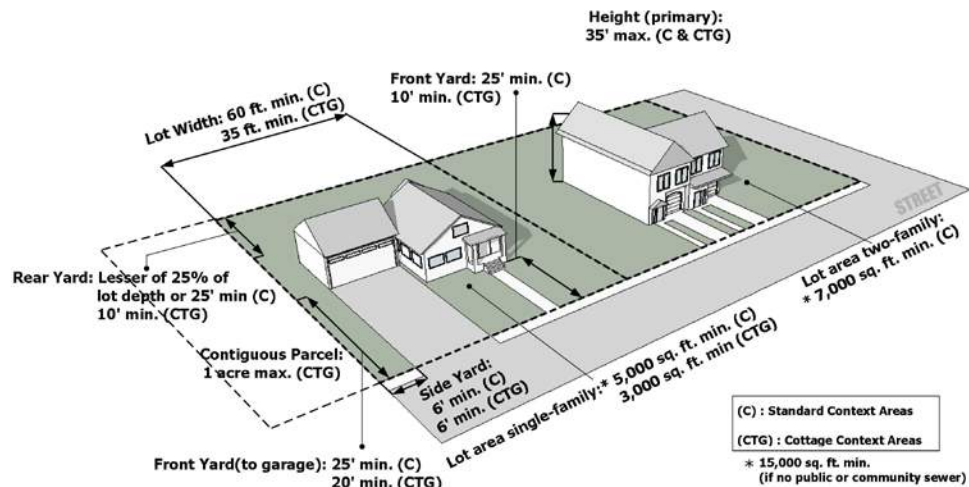 Height (primary):
35' max. (C & CTG)
Front Yard: 25' min. (C)
10' min. (CTG)
Lot Width: 60 ft. min. (C)
35 ft. min. (CTG)
STREET
Rear Yard: Lesser of 25% of
lot depth or 25' min (C)
10' min. (CTG)
Lot area two-family:
* 7,000 sq. ft. min. (C)
Contiguous Parcel:
1 acre max. (CTG)
Side Yard:
6' min. (C)
6' min. (CTG)
Lot area single-family:* 5,000 sq. ft. min. (C)
3,000 sq. ft. min (CTG)
Front Yard(to garage): 25' min. (C)
20' min. (CTG)
(C) : Standard Context Areas
(CTG) : Cottage Context Areas
* 15,000 sq. ft. min.
(if no public or community sewer)